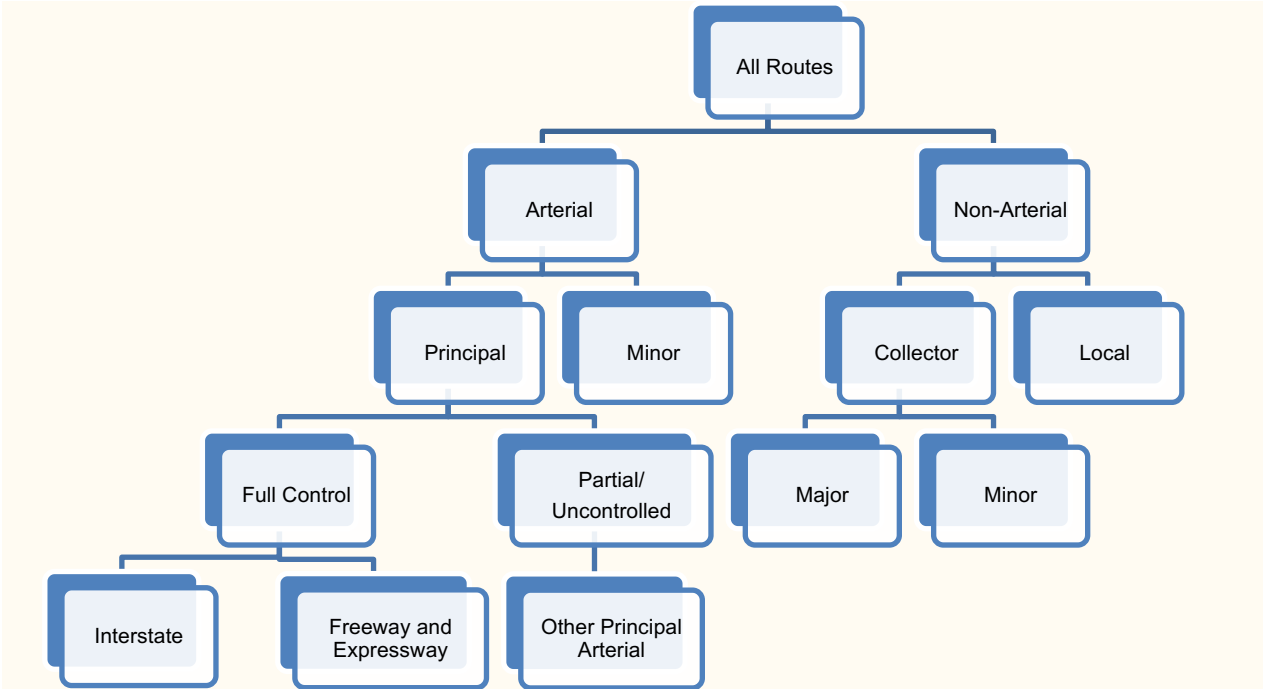 All Routes
Arterial
Non-Arterial
Principal
Minor
Collector
Local
Full Control
Partial/
Uncontrolled
Major
Minor
Interstate
Freeway and
Expressway
Other Principal
Arterial